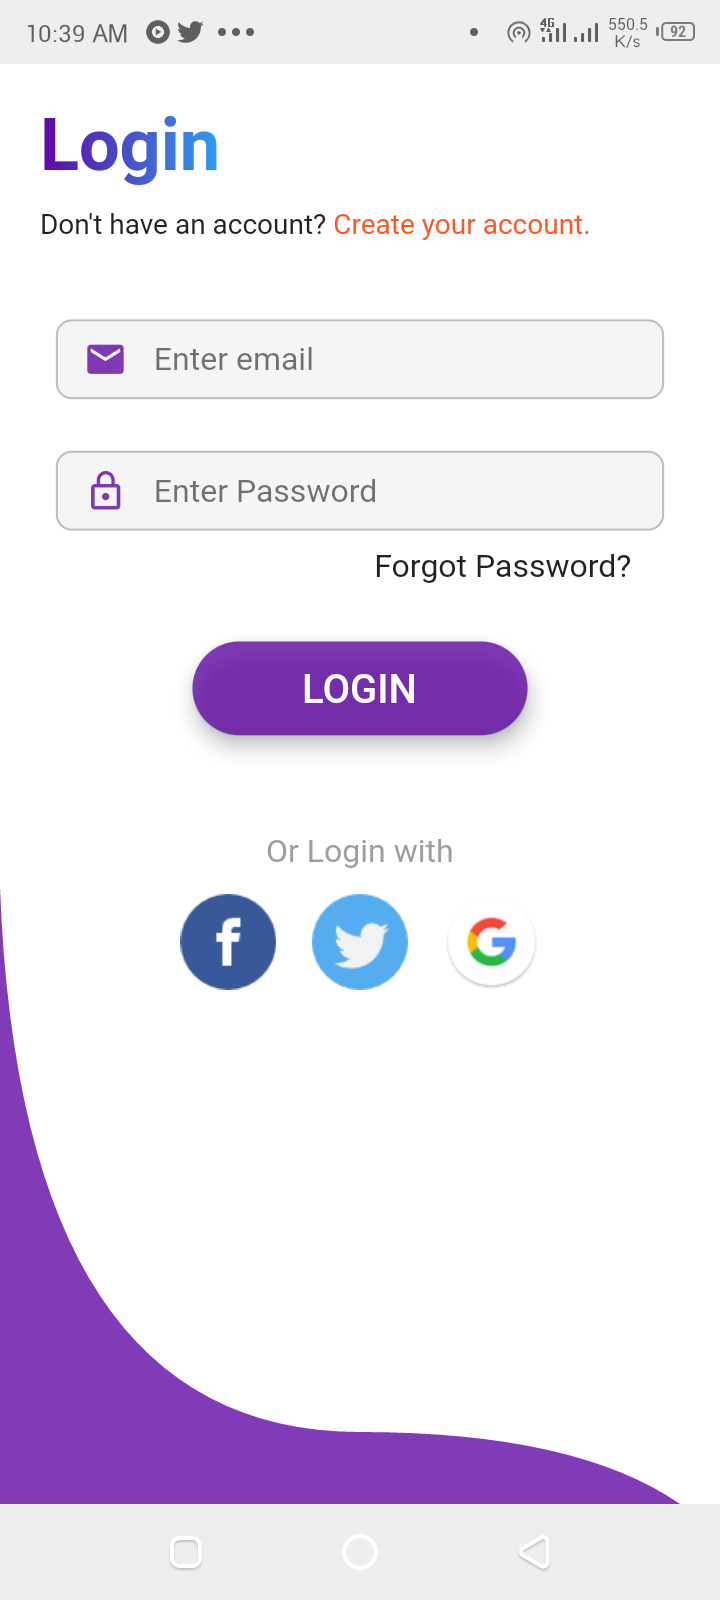 10:39 AM 4G 550.5 K/s 92
Login
Don't have an account? Create your account.
Enter email
Enter Password
Forgot Password?
LOGIN
Or Login with
f
G